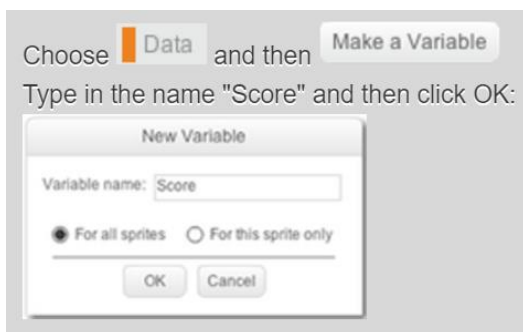 Choose Data and then Make a Variable
Type in the name "Score" and then click OK:
New Variable
Variable name: Score
For all sprites For this sprite only
OK Cancel